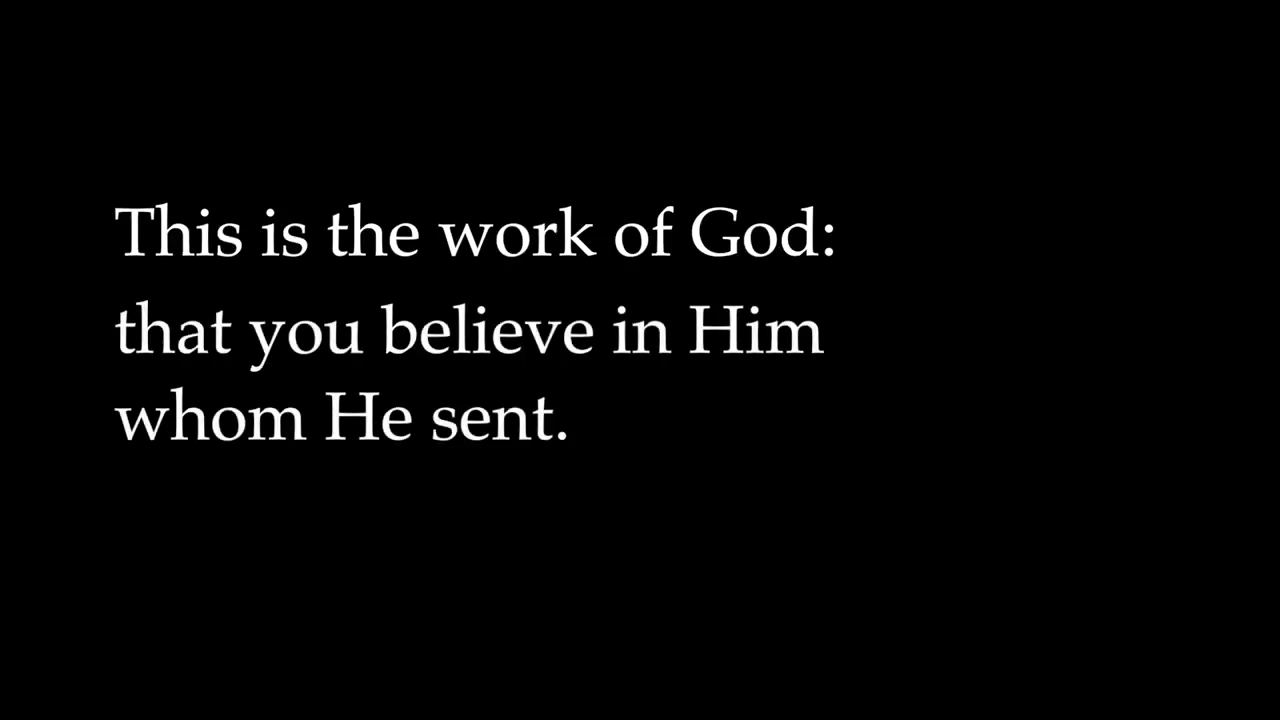 This is the work of God:
that you believe in Him
whom He sent.